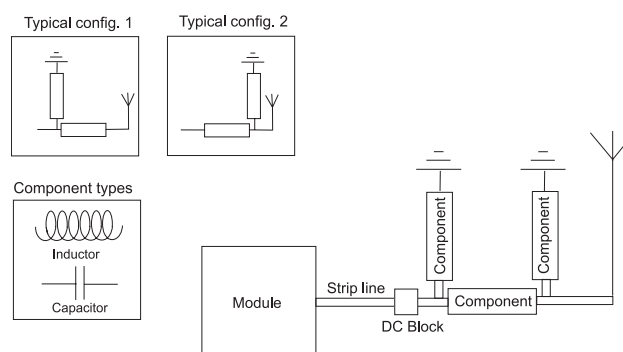 Typical config. 1
Typical config. 2
Component types
Inductor
Capacitor
Module
Strip line
DC Block
Component
Component
Component